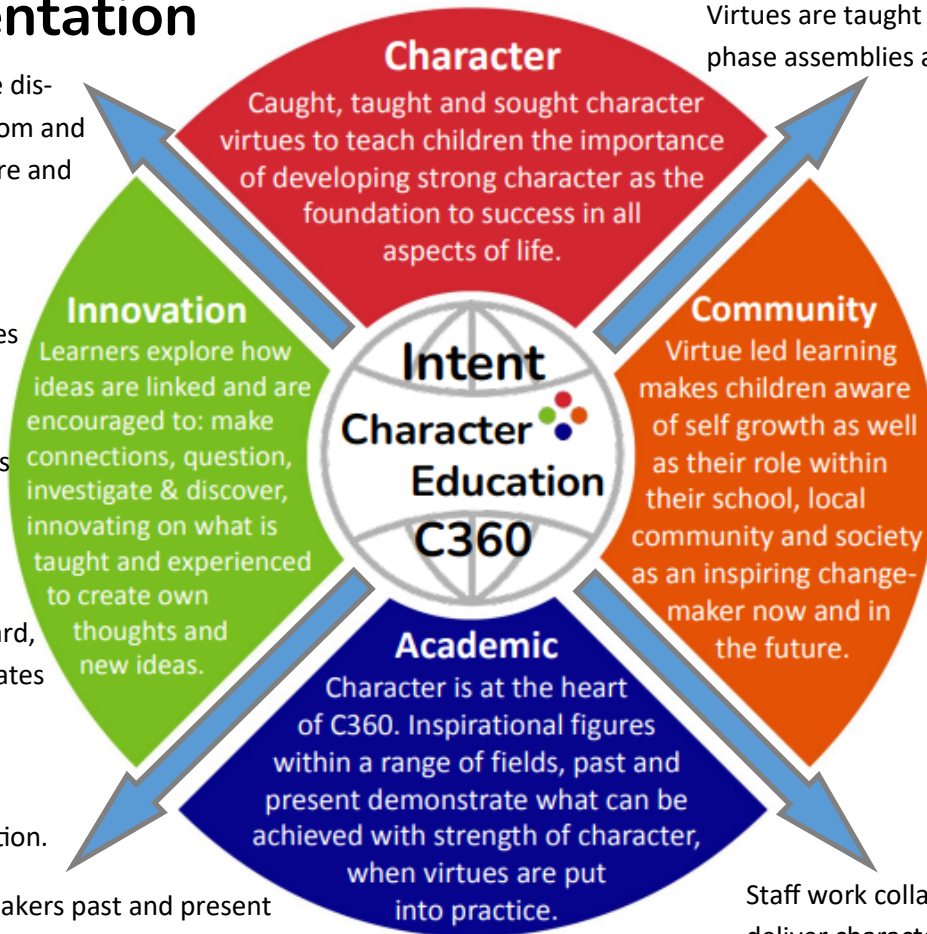 entation
Virtues are taught
phase assemblies a
e dis-
om and
re and
es
s
ard,
ates
tion.
akers past and present
Character
Caught, taught and sought character
virtues to teach children the importance
of developing strong character as the
foundation to success in all
aspects of life.
Innovation
Learners explore how
ideas are linked and are
encouraged to: make
connections, question,
investigate & discover,
innovating on what is
taught and experienced
to create own
thoughts and
new ideas.
Intent
Character
Education
C360
Community
Virtue led learning
makes children aware
of self growth as well
as their role within
their school, local
community and society
as an inspiring change-
maker now and in
the future.
Academic
Character is at the heart
of C360. Inspirational figures
within a range of fields, past and
present demonstrate what can be
achieved with strength of character,
when virtues are put
into practice.
Staff work colla